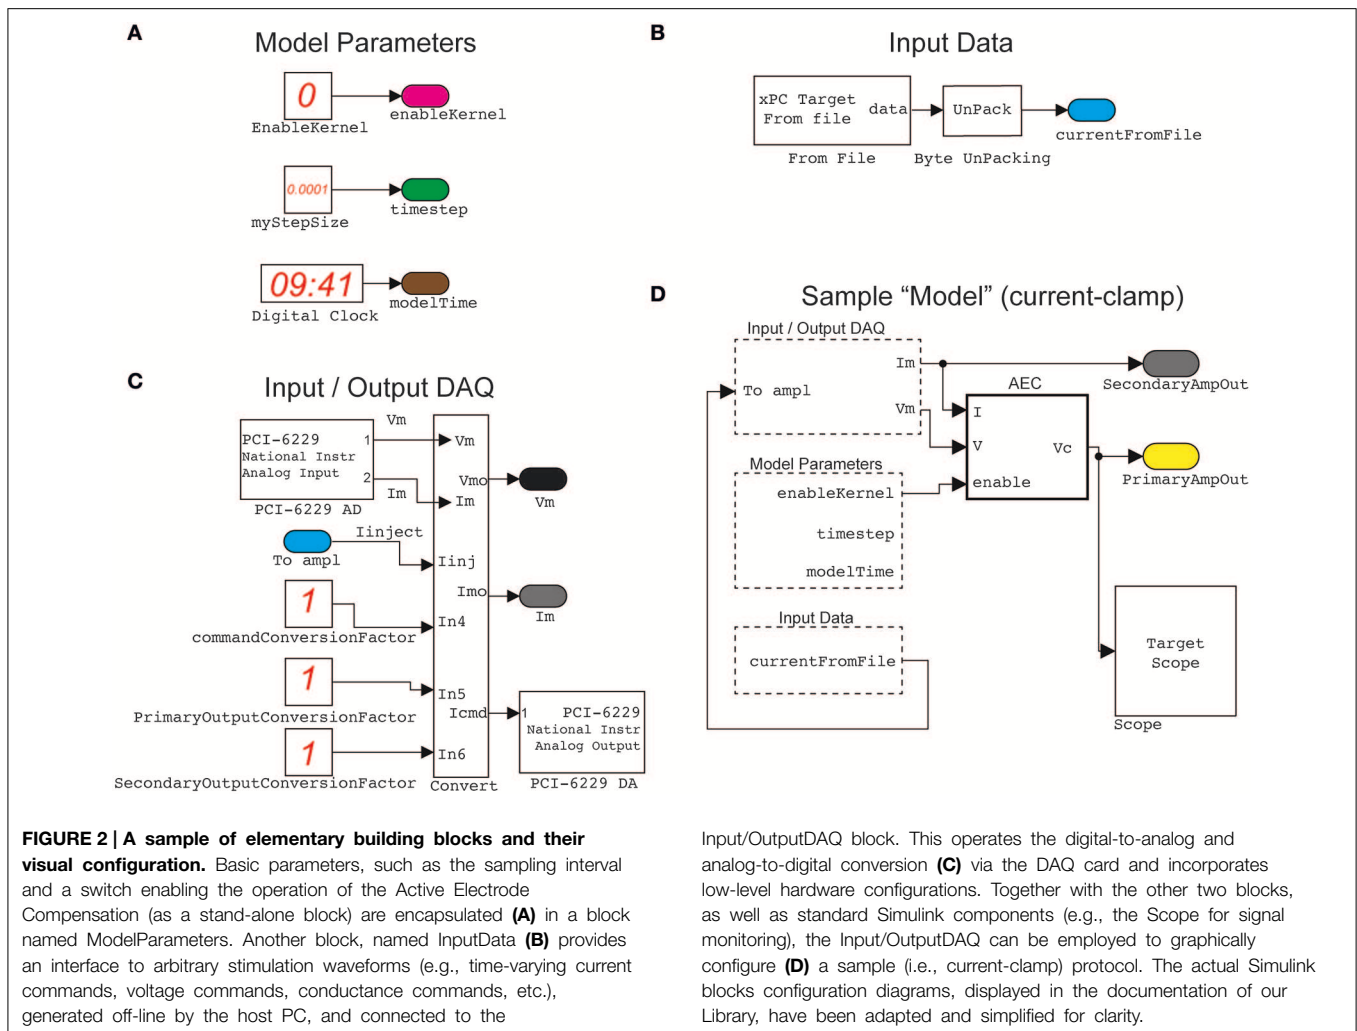 A
Model Parameters
0
EnableKernel
enableKernel
0.0001
myStepSize
timestep
09:41
Digital Clock
modelTime
B
Input Data
xPC Target
From file
data
From File
UnPack
Byte UnPacking
currentFromFile
C
Input / Output DAQ
PCI-6229
National Instr
Analog Input
1
2
PCI-6229 AD
Vm
Im
Iinject
To ampl
1
commandConversionFactor
1
PrimaryOutputConversionFactor
1
SecondaryOutputConversionFactor
Vm
Vmo
Im
Iinj
Imo
In4
In5
Icmd
In6
Convert
Vm
Im
1
PCI-6229
National Instr
Analog Output
PCI-6229 DA
D
Sample “Model” (current-clamp)
Input / Output DAQ
Im
To ampl
Vm
Model Parameters
enableKernel
timestep
modelTime
Input Data
currentFromFile
AEC
I
V
Vc
enable
SecondaryAmpOut
PrimaryAmpOut
Target
Scope
Scope
FIGURE 2 | A sample of elementary building blocks and their
visual configuration. Basic parameters, such as the sampling interval
and a switch enabling the operation of the Active Electrode
Compensation (as a stand-alone block) are encapsulated (A) in a block
named ModelParameters. Another block, named InputData (B) provides
an interface to arbitrary stimulation waveforms (e.g., time-varying current
commands, voltage commands, conductance commands, etc.),
generated off-line by the host PC, and connected to the
Input/OutputDAQ block. This operates the digital-to-analog and
analog-to-digital conversion (C) via the DAQ card and incorporates
low-level hardware configurations. Together with the other two blocks,
as well as standard Simulink components (e.g., the Scope for signal
monitoring), the Input/OutputDAQ can be employed to graphically
configure (D) a sample (i.e., current-clamp) protocol. The actual Simulink
blocks configuration diagrams, displayed in the documentation of our
Library, have been adapted and simplified for clarity.